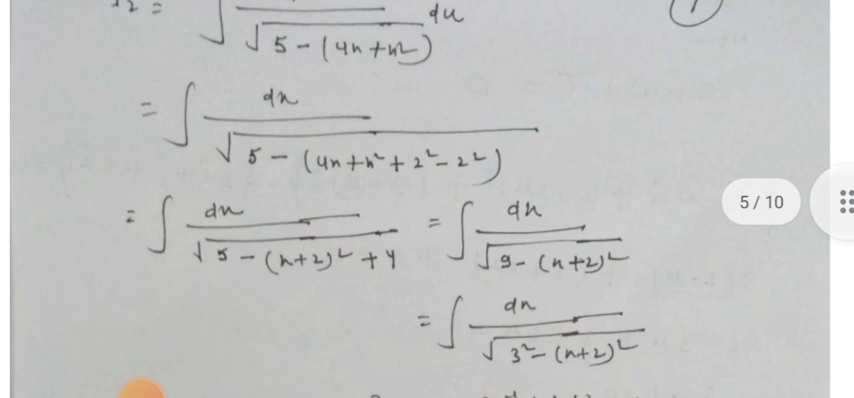 I₂ = ∫ / √5 - (4x + x²) dx
= ∫ dx / √5 - (4x + x² + 2² - 2²)
= ∫ dx / √5 - (x+2)² + 4 = ∫ dx / √9 - (x+2)²
5 / 10
= ∫ dx / √3² - (x+2)²